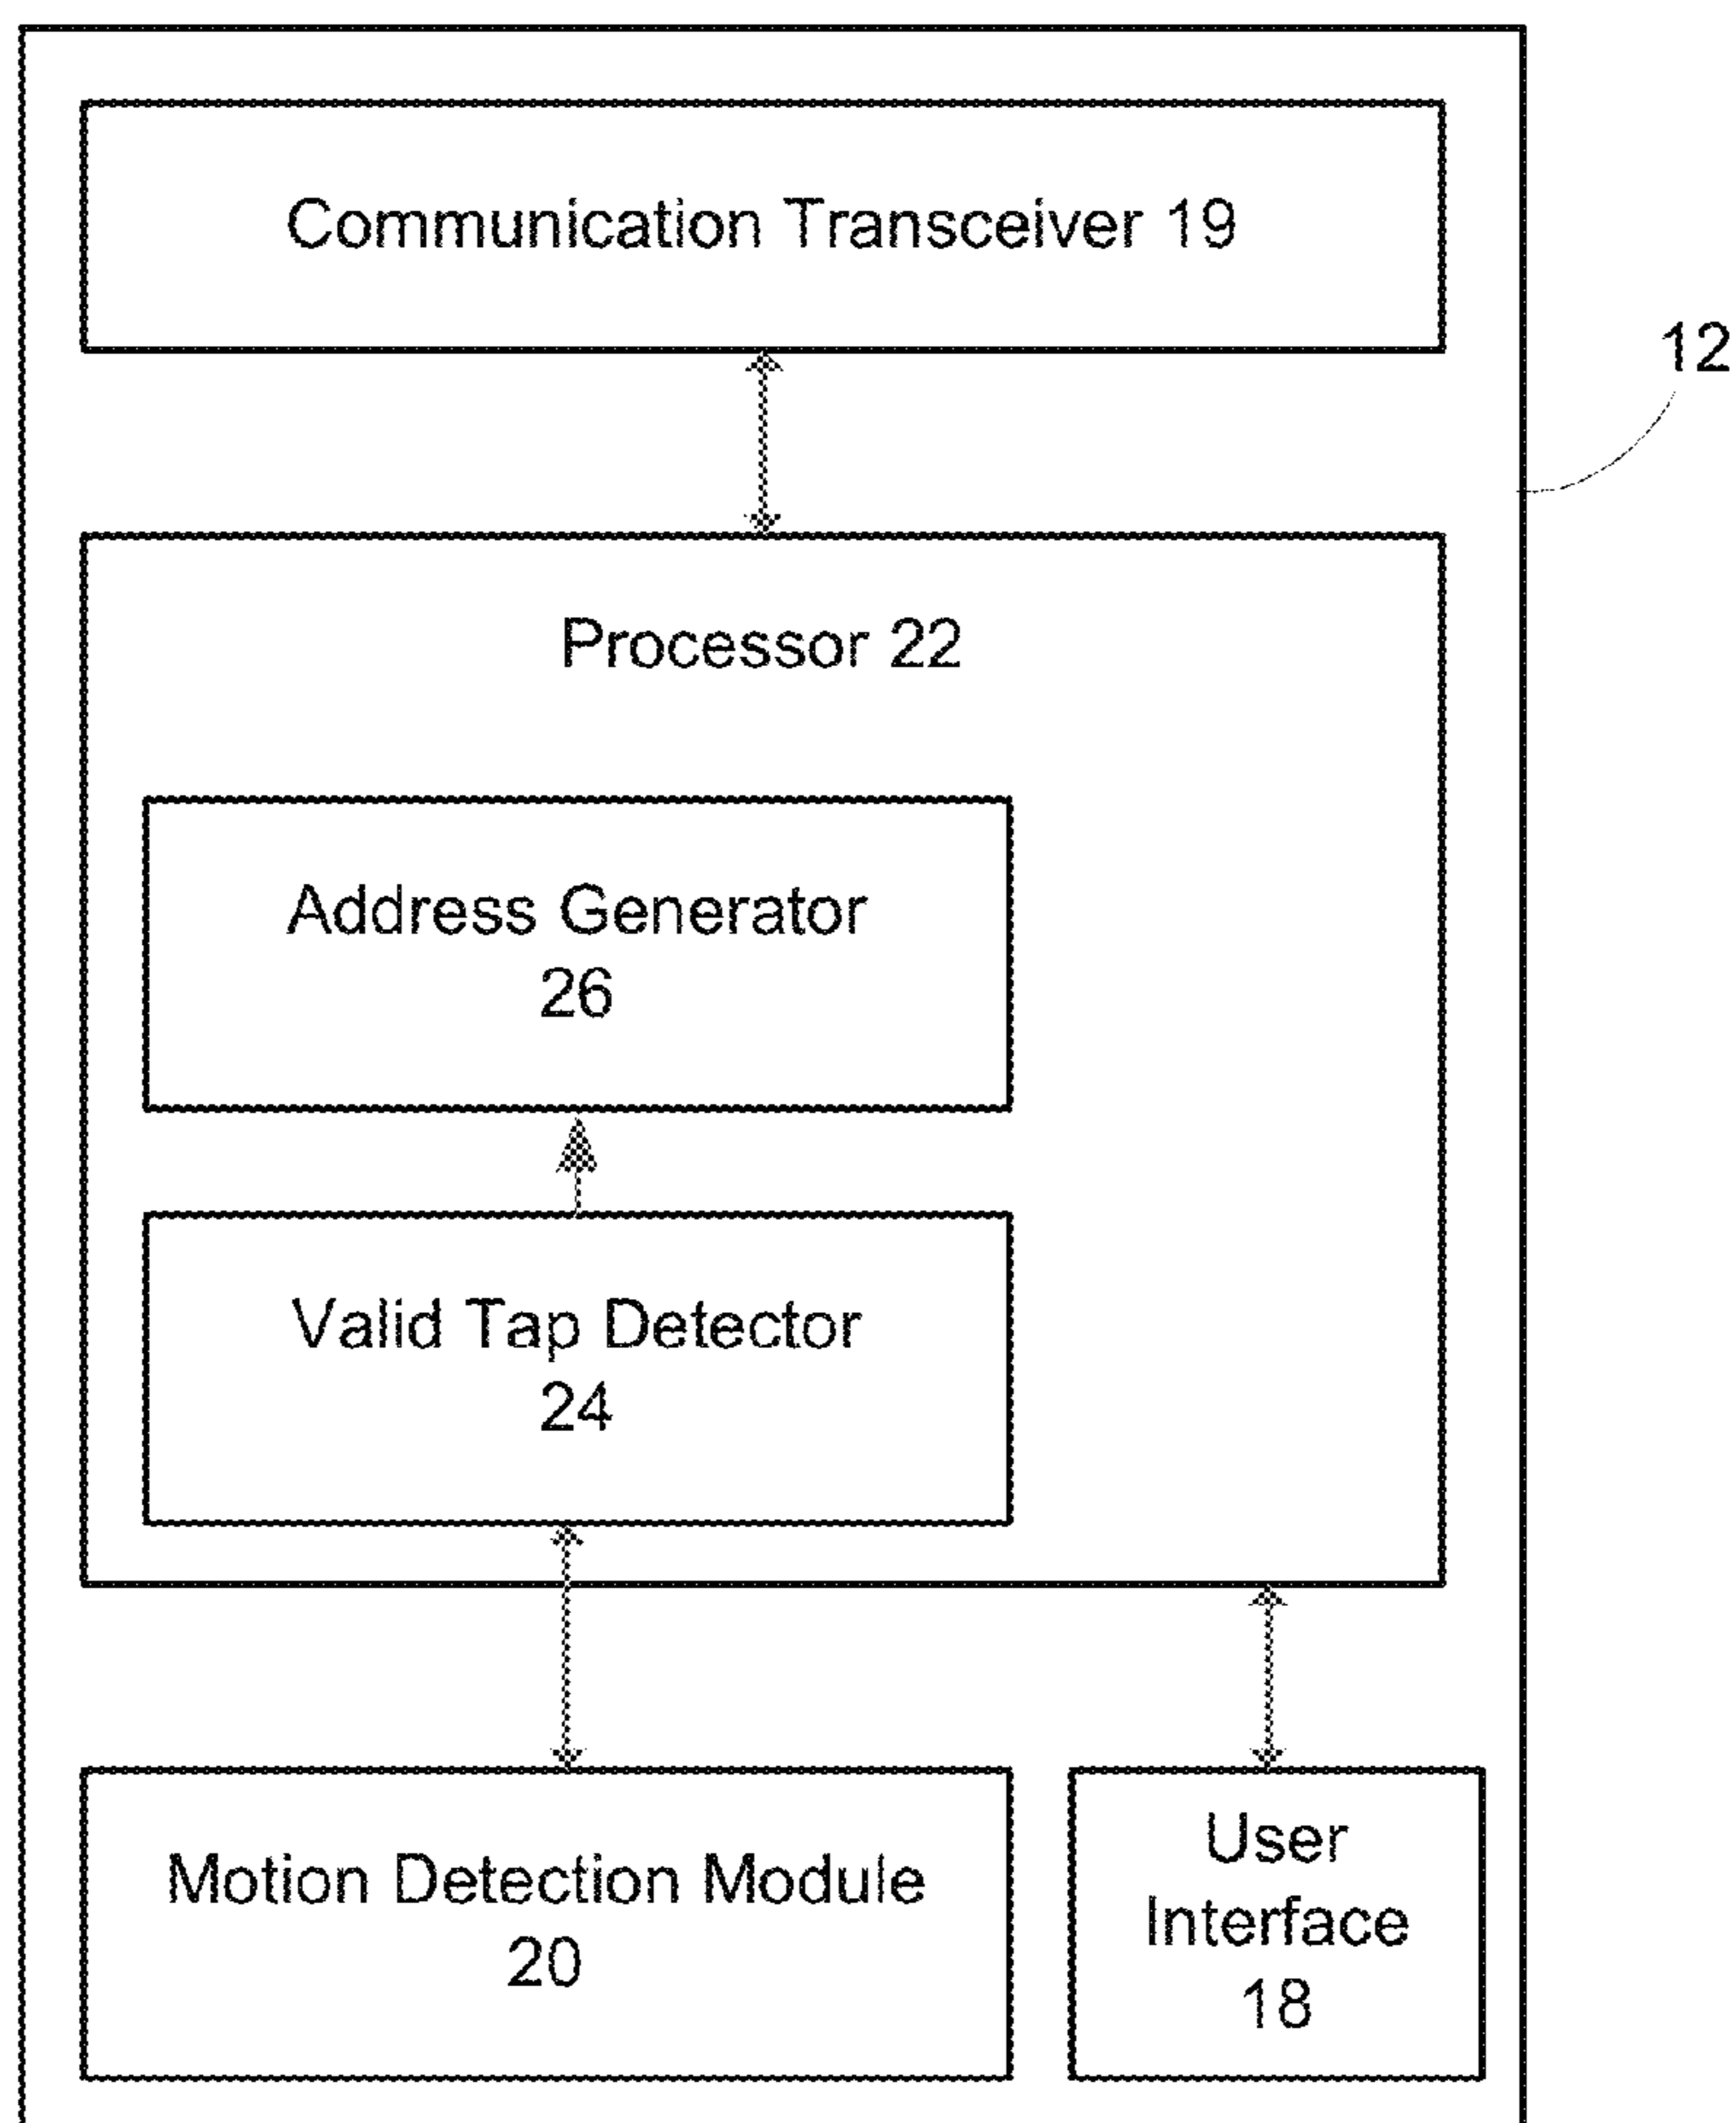 Communication Transceiver 19
12
Processor 22
Address Generator
26
Valid Tap Detector
24
Motion Detection Module
20
User
Interface
18